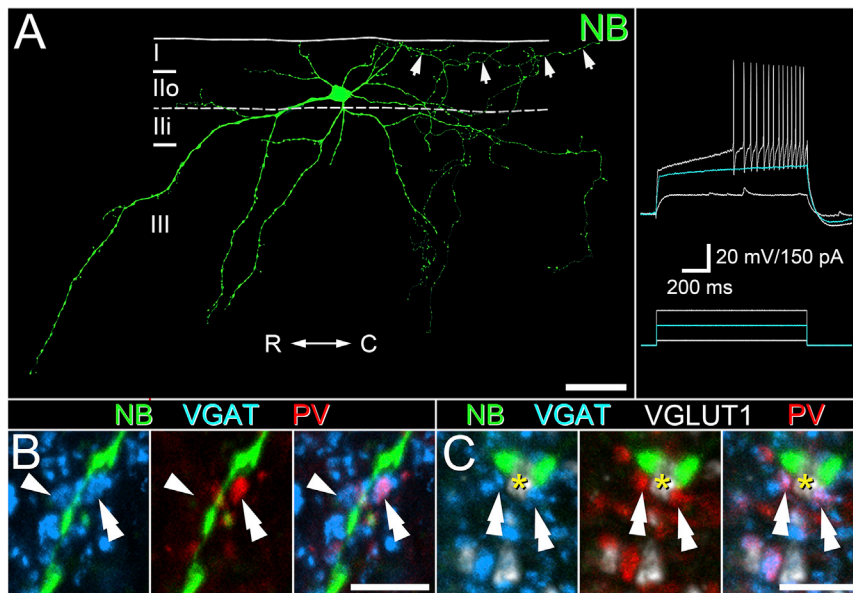 A
NB
I
IIo
IIi
III
R C
20 mV/150 pA
200 ms
NB VGAT PV
NB VGAT VGLUT1 PV
B
C
*
*
*